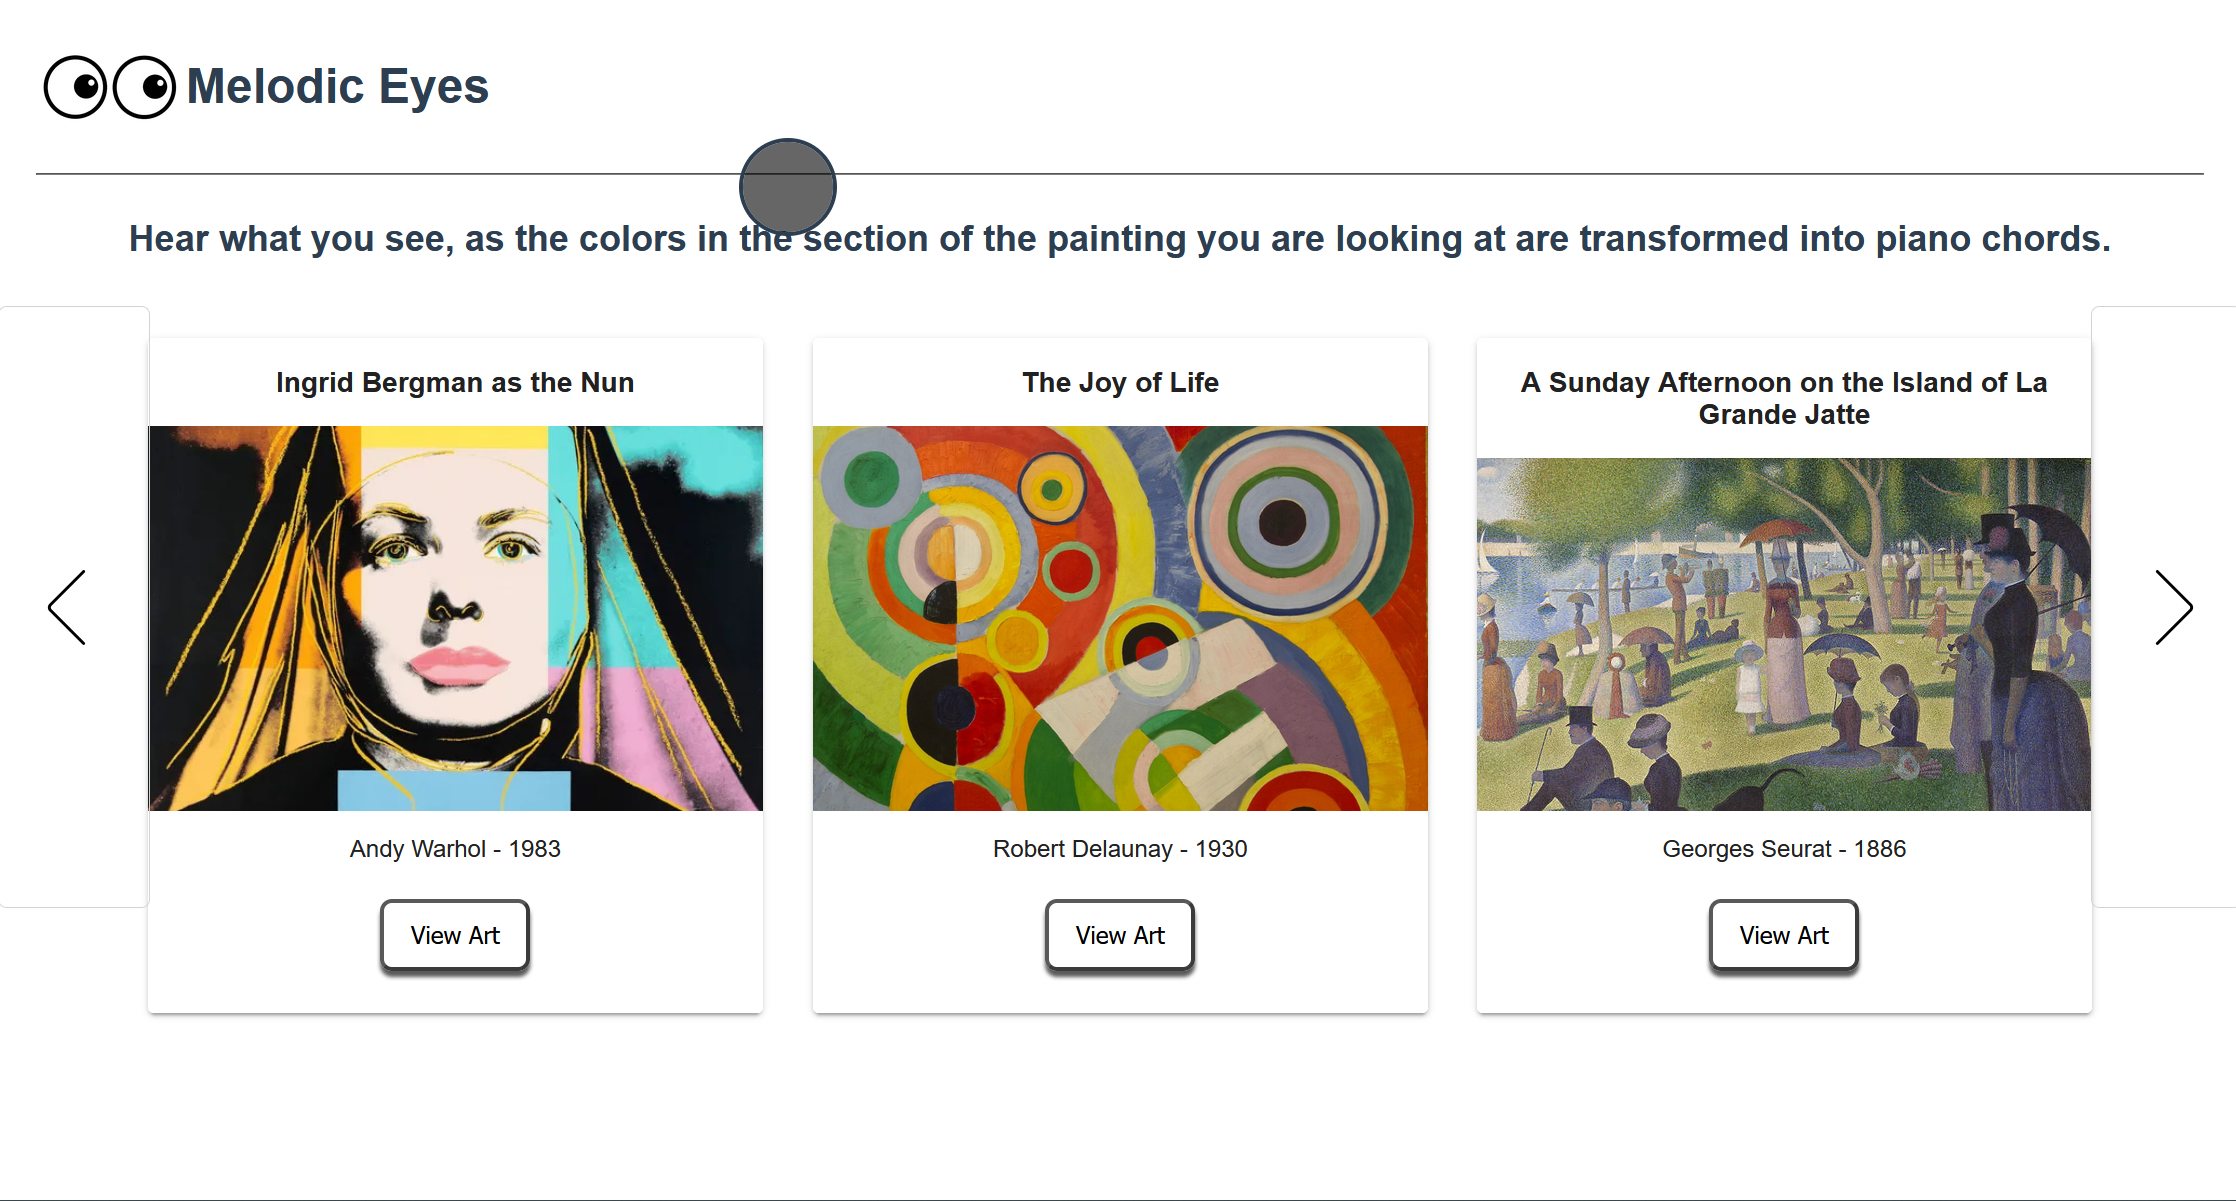 Melodic Eyes
Hear what you see, as the colors in the section of the painting you are looking at are transformed into piano chords.
Ingrid Bergman as the Nun
Andy Warhol - 1983
View Art
The Joy of Life
Robert Delaunay - 1930
View Art
A Sunday Afternoon on the Island of La
Grande Jatte
Georges Seurat - 1886
View Art